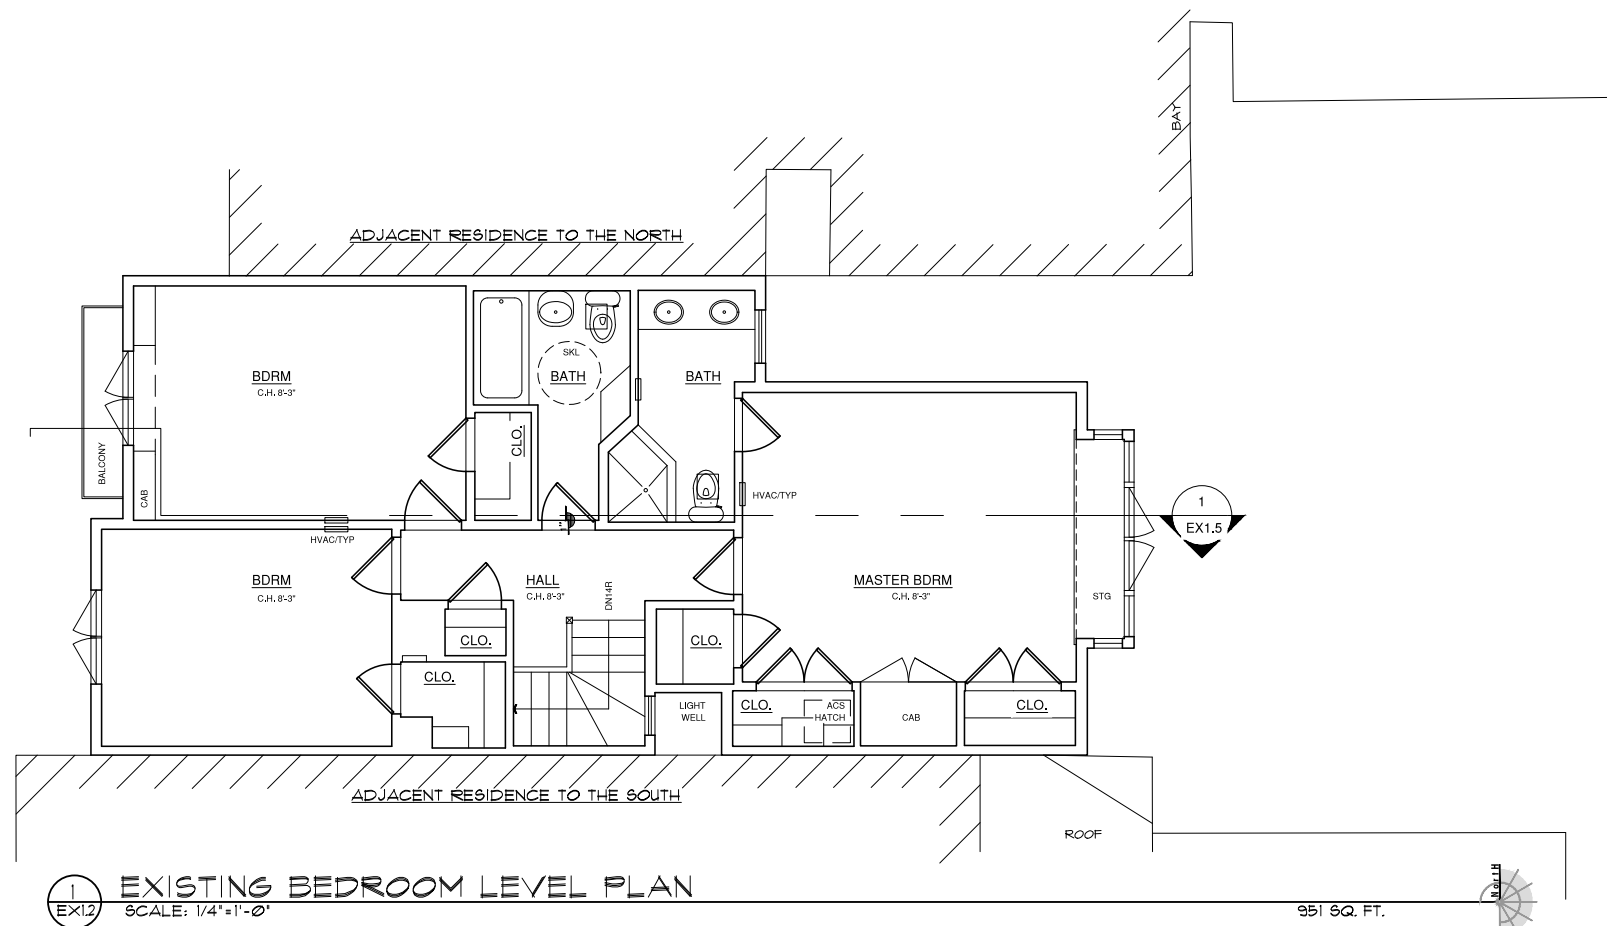 BAY
ADJACENT RESIDENCE TO THE NORTH
SKL
BDRM
C.H. 8'-3"
BATH
BATH
CLO.
BALCONY
CAB
HVAC/TYP
1
EX1.5
HVAC/TYP
BDRM
C.H. 8'-3"
HALL
C.H. 8'-3"
DN14R
MASTER BDRM
C.H. 8'-3"
STG
CLO.
CLO.
CLO.
LIGHT
WELL
CLO.
ACS
HATCH
CAB
CLO.
ADJACENT RESIDENCE TO THE SOUTH
ROOF
1
EX1.2
EXISTING BEDROOM LEVEL PLAN
SCALE: 1/4"=1'-0"
951 SQ. FT.
NortH